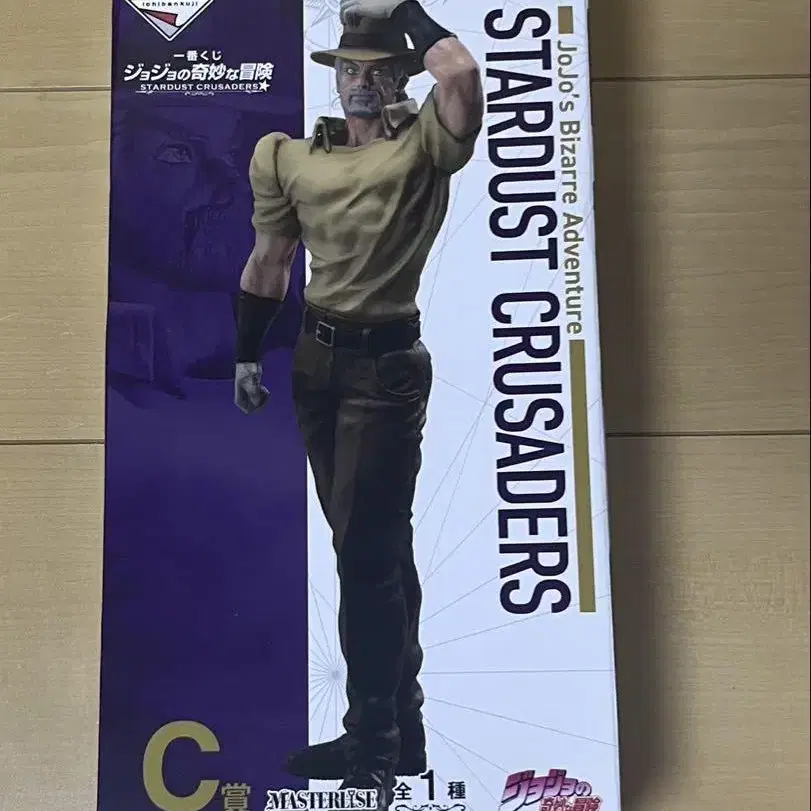 ichibankuji
一番くじ
ジョジョの奇妙な冒険
STARDUST CRUSADERS
JoJo's Bizarre Adventure
STARDUST CRUSADERS
C賞
MASTERLISE
全1種
ジョジョの
奇妙な冒険